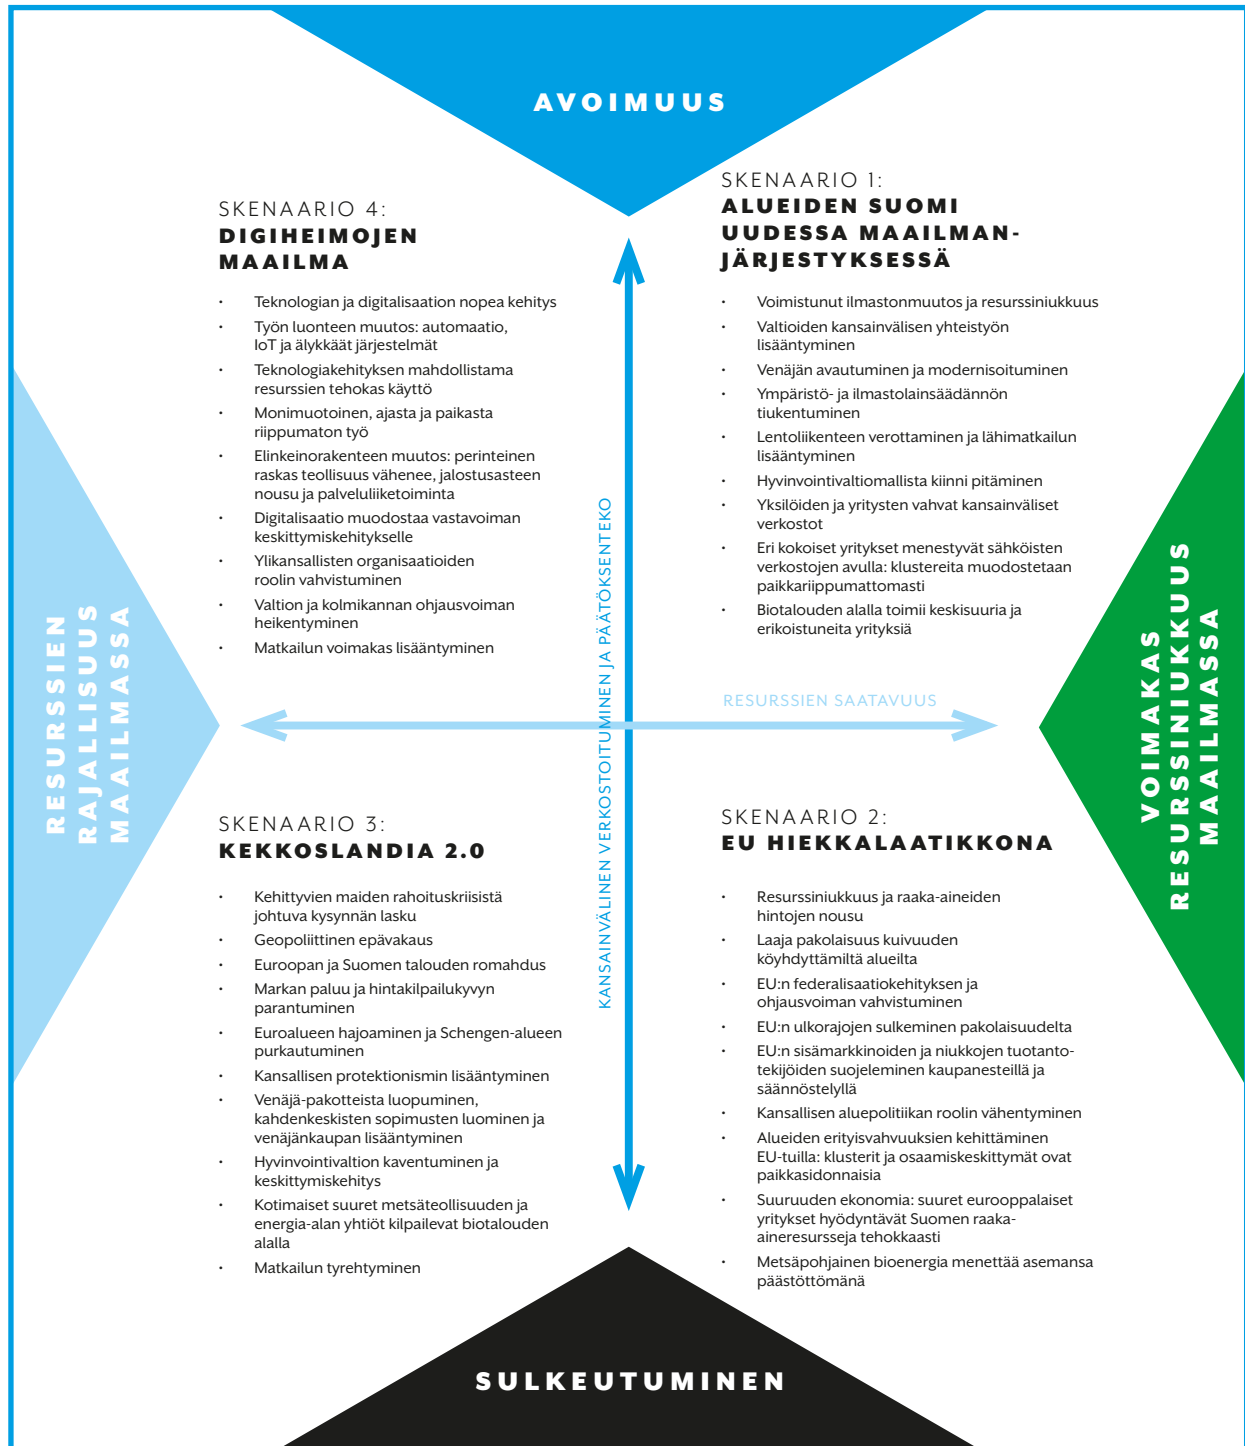 AVOIMUUS
SKENAARIO 4:
DIGIHEIMOJEN
MAAILMA
• Teknologian ja digitalisaation nopea kehitys
• Työn luonteen muutos: automaatio,
IoT ja älykkäät järjestelmät
• Teknologiakehityksen mahdollistama
resurssien tehokas käyttö
• Monimuotoinen, ajasta ja paikasta
riippumaton työ
• Elinkeinorakenteen muutos: perinteinen
raskas teollisuus vähenee, jalostusasteen
nousu ja palveluliiketoiminta
• Digitalisaatio muodostaa vastavoiman
keskittymiskehitykselle
• Ylikansallisten organisaatioiden
roolin vahvistuminen
• Valtion ja kolmikannan ohjausvoiman
heikentyminen
• Matkailun voimakas lisääntyminen
SKENAARIO 1:
ALUEIDEN SUOMI
UUDESSA MAAILMAN-
JÄRJESTYKSESSÄ
• Voimistunut ilmastonmuutos ja resurssiniukkuus
• Valtioiden kansainvälisen yhteistyön
lisääntyminen
• Venäjän avautuminen ja modernisoituminen
• Ympäristö- ja ilmastolainsäädännön
tiukentuminen
• Lentoliikenteen verottaminen ja lähimatkailun
lisääntyminen
• Hyvinvointivaltiomallista kiinni pitäminen
• Yksilöiden ja yritysten vahvat kansainväliset
verkostot
• Eri kokoiset yritykset menestyvät sähköisten
verkostojen avulla: klustereita muodostetaan
paikkariippumattomasti
• Biotalouden alalla toimii keskisuuria ja
erikoistuneita yrityksiä
RESURSSIEN
RAJALLISUUS
MAAILMASSA
KANSAINVÄLINEN VERKOSTOITUMINEN JA PÄÄTÖKSENTEKO
RESURSSIEN SAATAVUUS
VOIMAKAS
RESURSSINIUKKUUS
MAAILMASSA
SKENAARIO 3:
KEKKOSLANDIA 2.0
• Kehittyvien maiden rahoituskriisistä
johtuva kysynnän lasku
• Geopoliittinen epävakaus
• Euroopan ja Suomen talouden romahdus
• Markan paluu ja hintakilpailukyvyn
parantuminen
• Euroalueen hajoaminen ja Schengen-alueen
purkautuminen
• Kansallisen protektionismin lisääntyminen
• Venäjä-pakotteista luopuminen,
kahdenkeskisten sopimusten luominen ja
venäjänkaupan lisääntyminen
• Hyvinvointivaltion kaventuminen ja
keskittymiskehitys
• Kotimaiset suuret metsäteollisuuden ja
energia-alan yhtiöt kilpailevat biotalouden
alalla
• Matkailun tyrehtyminen
SKENAARIO 2:
EU HIEKKALAATIKKONA
• Resurssiniukkuus ja raaka-aineiden
hintojen nousu
• Laaja pakolaisuus kuivuuden
köyhdyttämiltä alueilta
• EU:n federalisaatiokehityksen ja
ohjausvoiman vahvistuminen
• EU:n ulkorajojen sulkeminen pakolaisuudelta
• EU:n sisämarkkinoiden ja niukkojen tuotanto-
tekijöiden suojeleminen kaupanesteillä ja
säännöstelyllä
• Kansallisen aluepolitiikan roolin vähentyminen
• Alueiden erityisvahvuuksien kehittäminen
EU-tuilla: klusterit ja osaamiskeskittymät ovat
paikkasidonnaisia
• Suuruuden ekonomia: suuret eurooppalaiset
yritykset hyödyntävät Suomen raaka-
aineresursseja tehokkaasti
• Metsäpohjainen bioenergia menettää asemansa
päästöttömänä
SULKEUTUMINEN